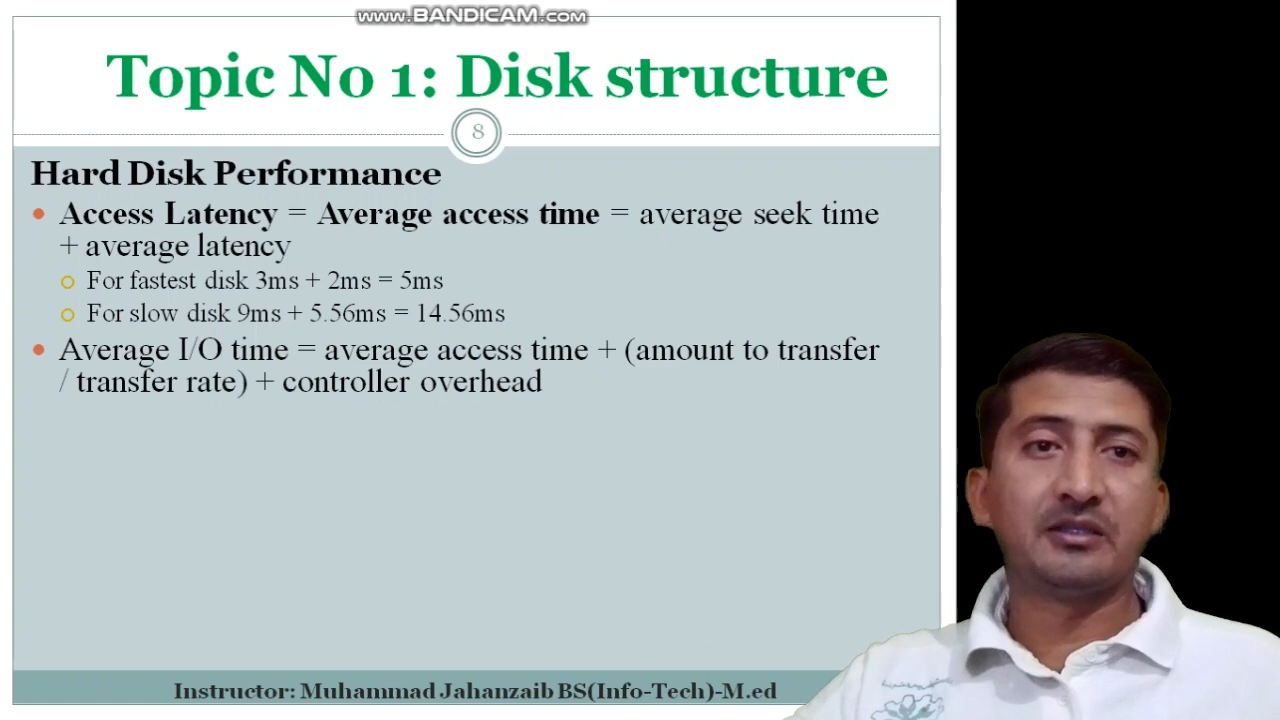 www.BANDICAM.com
Topic No 1: Disk structure
8
Hard Disk Performance
• Access Latency = Average access time = average seek time
+ average latency
For fastest disk 3ms + 2ms = 5ms
For slow disk 9ms + 5.56ms = 14.56ms
• Average I/O time = average access time + (amount to transfer
/ transfer rate) + controller overhead
Instructor: Muhammad Jahanzaib BS(Info-Tech)-M.ed